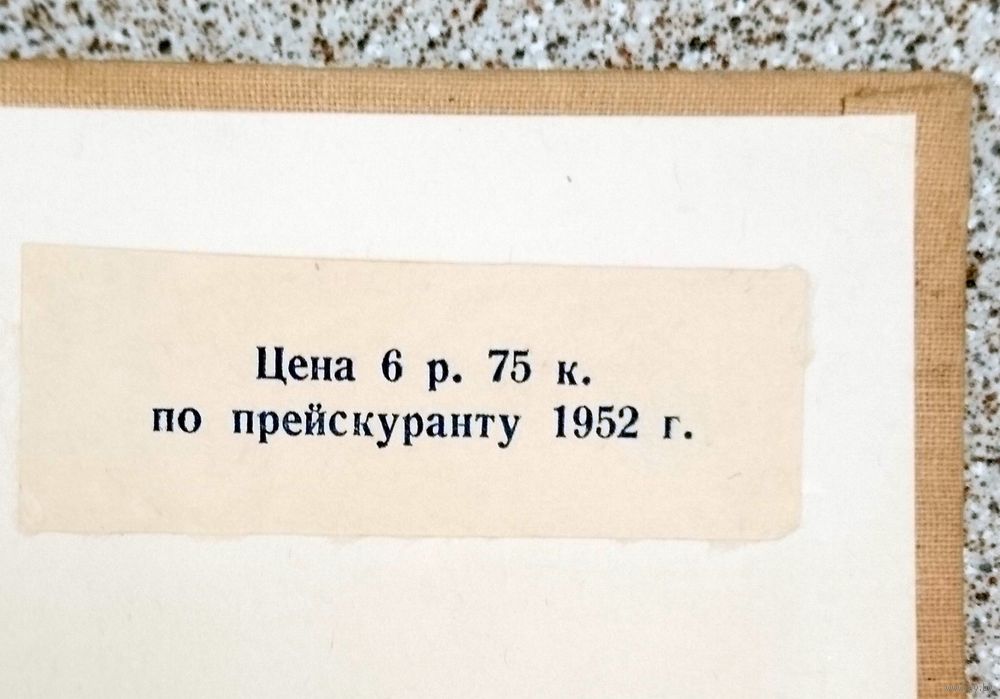 Цена 6 р. 75 к.
по прейскуранту 1952 г.